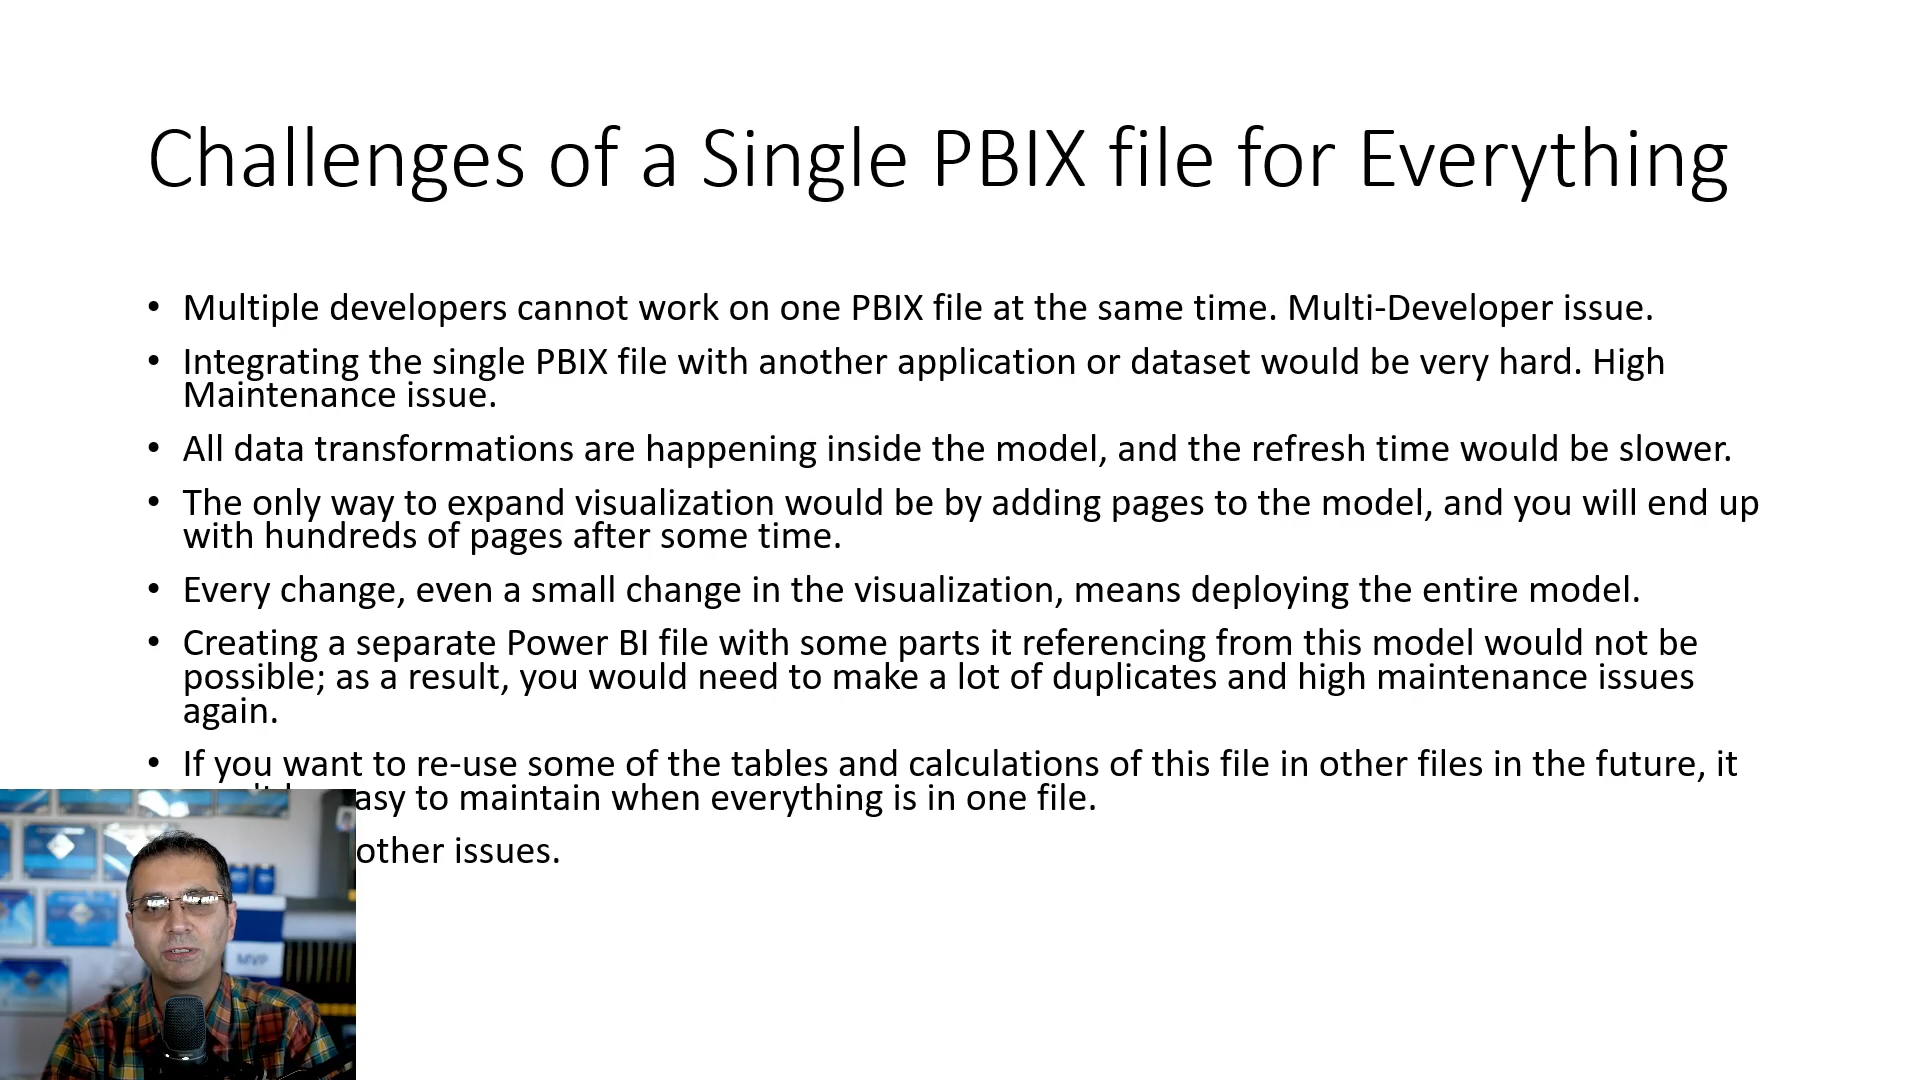 Challenges of a Single PBIX file for Everything
• Multiple developers cannot work on one PBIX file at the same time. Multi-Developer issue.
• Integrating the single PBIX file with another application or dataset would be very hard. High
Maintenance issue.
• All data transformations are happening inside the model, and the refresh time would be slower.
• The only way to expand visualization would be by adding pages to the model, and you will end up
with hundreds of pages after some time.
• Every change, even a small change in the visualization, means deploying the entire model.
• Creating a separate Power BI file with some parts it referencing from this model would not be
possible; as a result, you would need to make a lot of duplicates and high maintenance issues
again.
• If you want to re-use some of the tables and calculations of this file in other files in the future, it
to maintain when everything is in one file.
other issues.
MVP